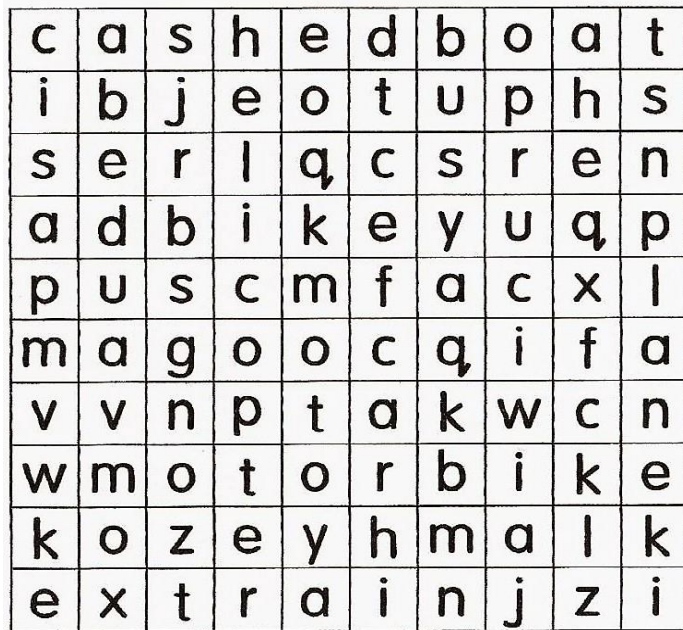 c a s h e d b o a t
i b j e o t u p h s
s e r l q c s r e n
a d b i k e y u q p
p u s c m f a c x l
m a g o o c q i f a
v v n p t a k w c n
w m o t o r b i k e
k o z e y h m a l k
e x t r a i n j z i